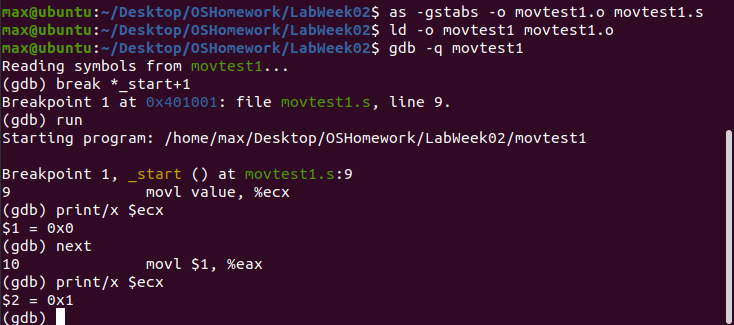 max@ubuntu:~/Desktop/OSHomework/LabWeek02$ as -gstabs -o movtest1.o movtest1.s
max@ubuntu:~/Desktop/OSHomework/LabWeek02$ ld -o movtest1 movtest1.o
max@ubuntu:~/Desktop/OSHomework/LabWeek02$ gdb -q movtest1
Reading symbols from movtest1...
(gdb) break *_start+1
Breakpoint 1 at 0x401001: file movtest1.s, line 9.
(gdb) run
Starting program: /home/max/Desktop/OSHomework/LabWeek02/movtest1
Breakpoint 1, _start () at movtest1.s:9
9               movl value, %ecx
(gdb) print/x $ecx
$1 = 0x0
(gdb) next
10              movl $1, %eax
(gdb) print/x $ecx
$2 = 0x1
(gdb)